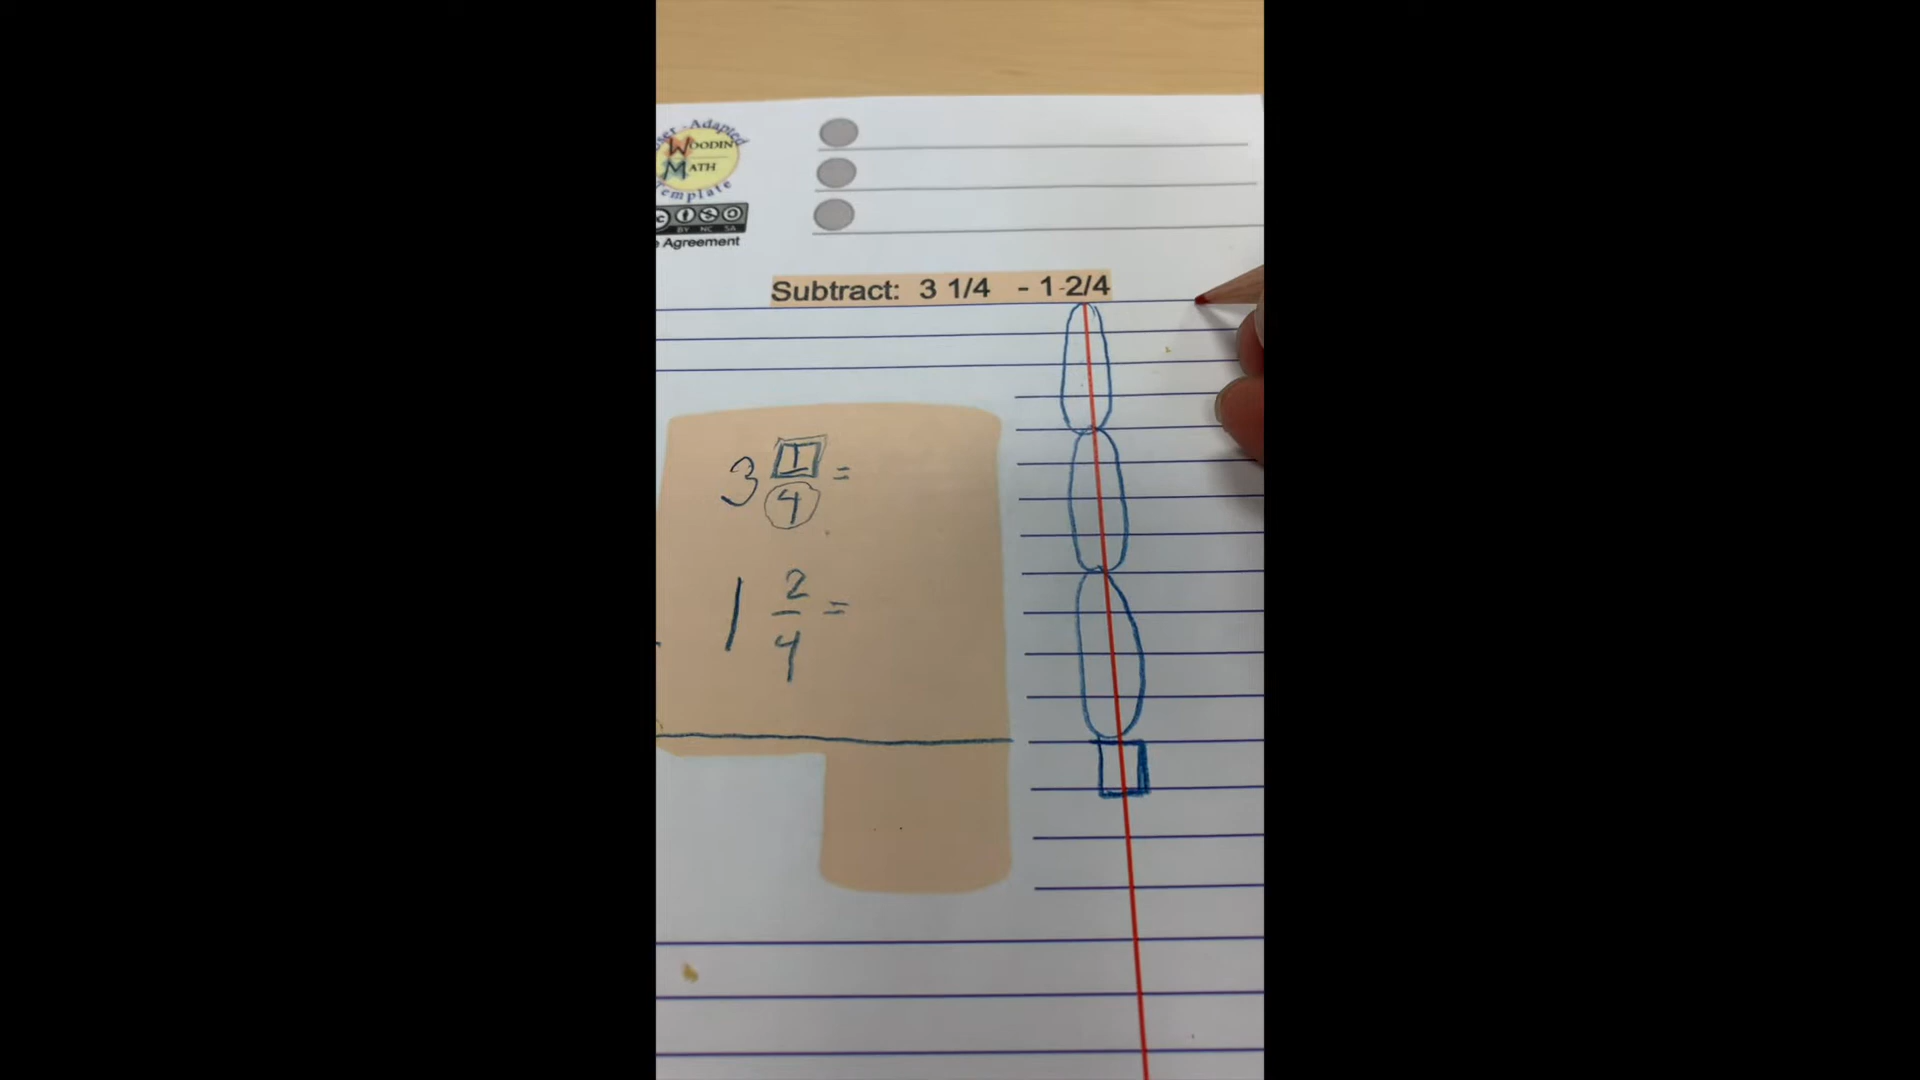 ser-Adapted
WOODIN
MATH
Template
BY NC SA
e Agreement
Subtract: 3 1/4 - 1 2/4
3 1/4 =
1 2/4 =